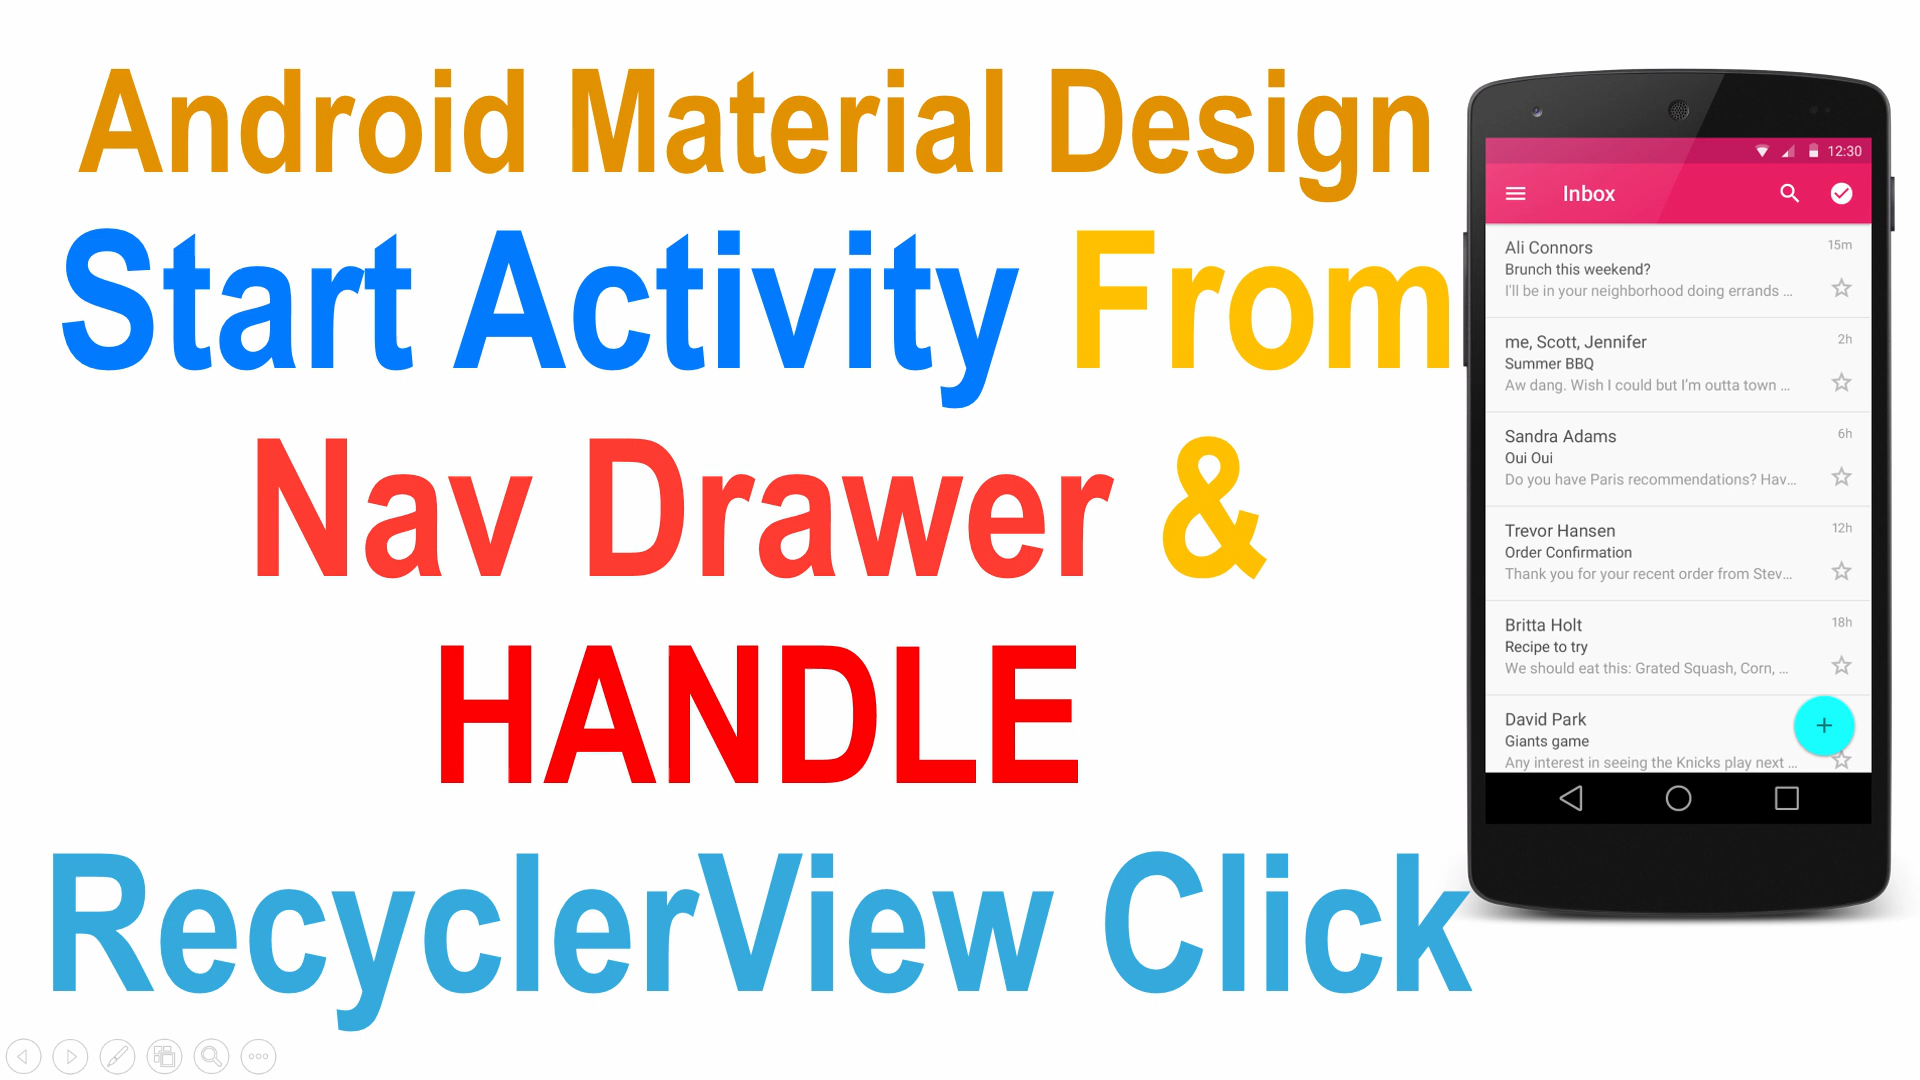 Android Material Design
Start Activity From
Nav Drawer &
HANDLE
RecyclerView Click
12:30
Inbox
Ali Connors
15m
Brunch this weekend?
I'll be in your neighborhood doing errands ...
me, Scott, Jennifer
2h
Summer BBQ
Aw dang. Wish I could but I'm outta town ...
Sandra Adams
6h
Oui Oui
Do you have Paris recommendations? Hav...
Trevor Hansen
12h
Order Confirmation
Thank you for your recent order from Stev...
Britta Holt
18h
Recipe to try
We should eat this: Grated Squash, Corn, ...
David Park
Giants game
Any interest in seeing the Knicks play next ...